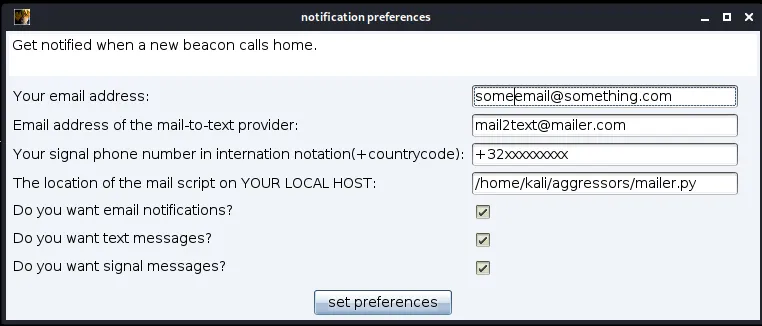 notification preferences
Get notified when a new beacon calls home.
Your email address: someemail@something.com
Email address of the mail-to-text provider: mail2text@mailer.com
Your signal phone number in internation notation(+countrycode): +32xxxxxxxxx
The location of the mail script on YOUR LOCAL HOST: /home/kali/aggressors/mailer.py
Do you want email notifications?
Do you want text messages?
Do you want signal messages?
set preferences